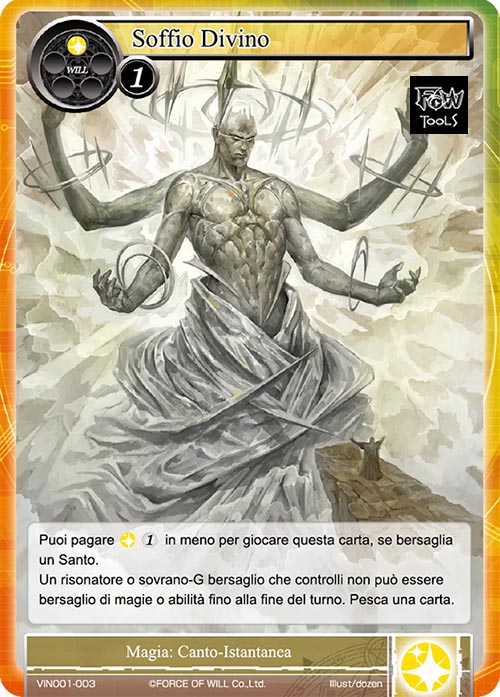 Soffio Divino
WILL
1
FOW
TOOLS
Puoi pagare 1 in meno per giocare questa carta, se bersaglia
un Santo.
Un risonatore o sovrano-G bersaglio che controlli non può essere
bersaglio di magie o abilità fino alla fine del turno. Pesca una carta.
Magia: Canto-Istantanea
VIN001-003 ©FORCE OF WILL Co.,Ltd. Illust/dozen